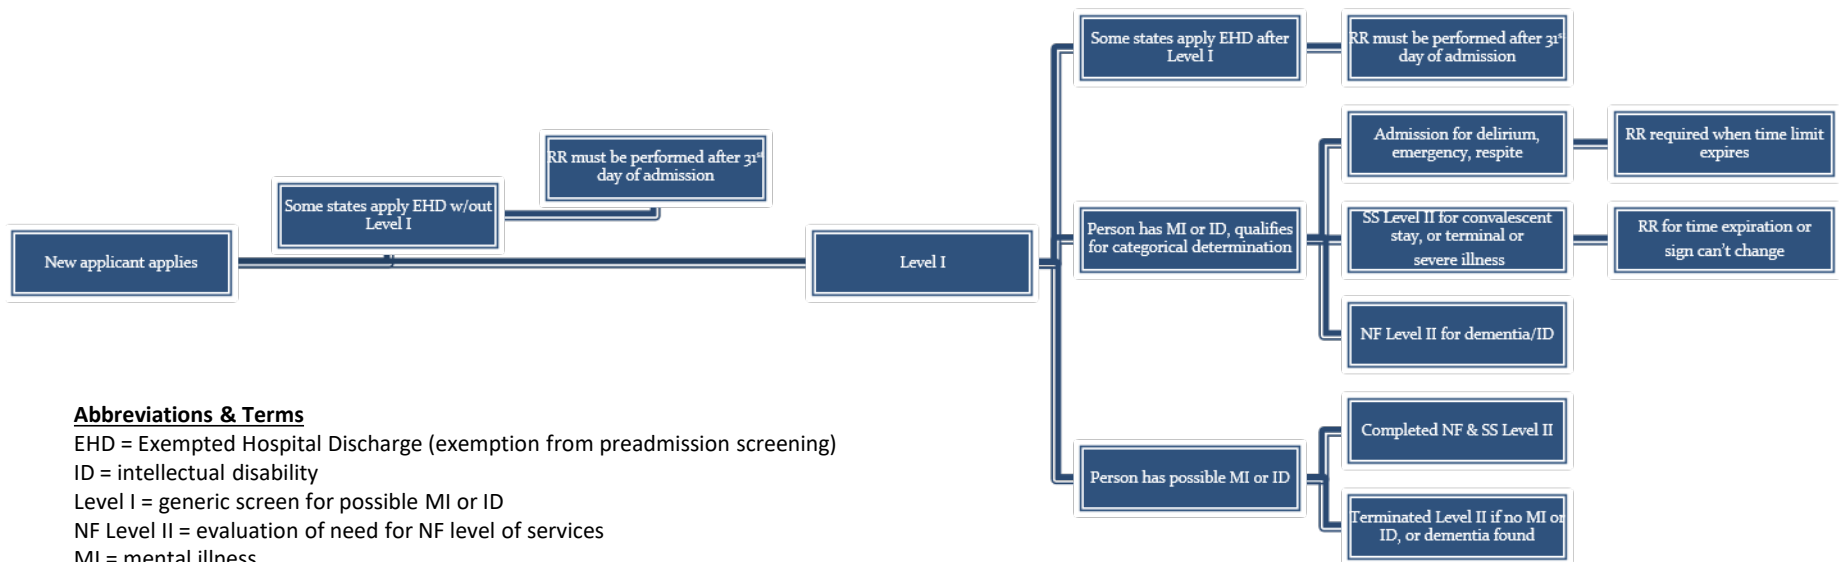 New applicant applies
Some states apply EHD w/out
Level I
RR must be performed after 31st
day of admission
Level I
Some states apply EHD after
Level I
RR must be performed after 31st
day of admission
Person has MI or ID, qualifies
for categorical determination
Admission for delirium,
emergency, respite
RR required when time limit
expires
SS Level II for convalescent
stay, or terminal or
severe illness
RR for time expiration or
sign can't change
NF Level II for dementia/ID
Person has possible MI or ID
Completed NF & SS Level II
Terminated Level II if no MI or
ID, or dementia found
Abbreviations & Terms
EHD = Exempted Hospital Discharge (exemption from preadmission screening)
ID = intellectual disability
Level I = generic screen for possible MI or ID
NF Level II = evaluation of need for NF level of services
MI = mental illness